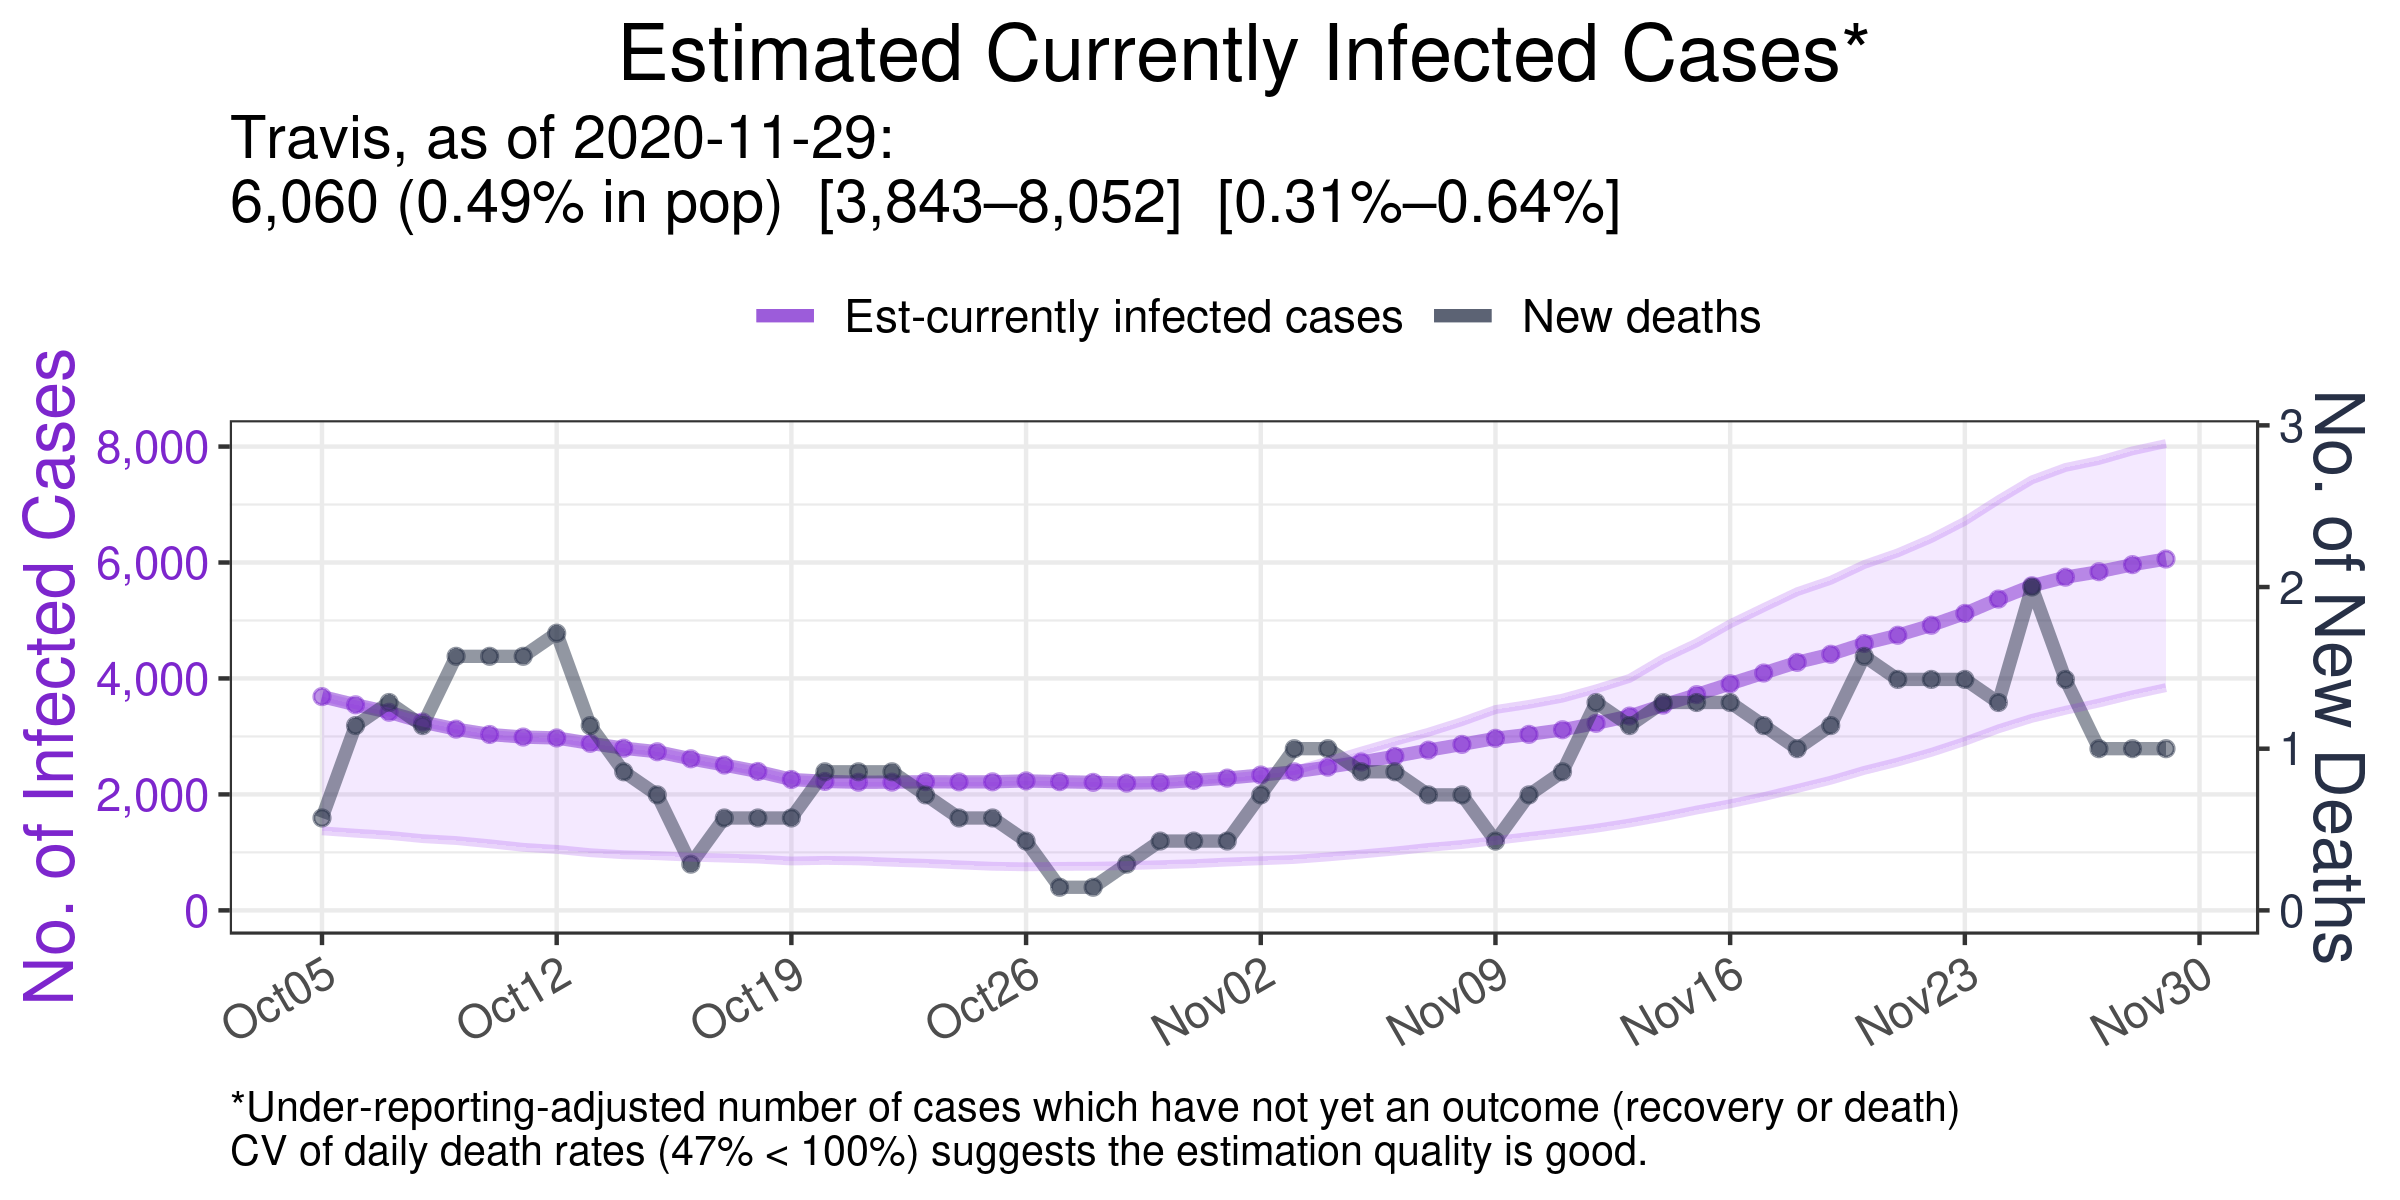 Estimated Currently Infected Cases*
Travis, as of 2020-11-29:
6,060 (0.49% in pop)  [3,843–8,052]  [0.31%–0.64%]
Est-currently infected cases
New deaths
No. of Infected Cases
8,000
6,000
4,000
2,000
0
3
2
1
0
No. of New Deaths
Oct05
Oct12
Oct19
Oct26
Nov02
Nov09
Nov16
Nov23
Nov30
*Under-reporting-adjusted number of cases which have not yet an outcome (recovery or death)
CV of daily death rates (47% < 100%) suggests the estimation quality is good.